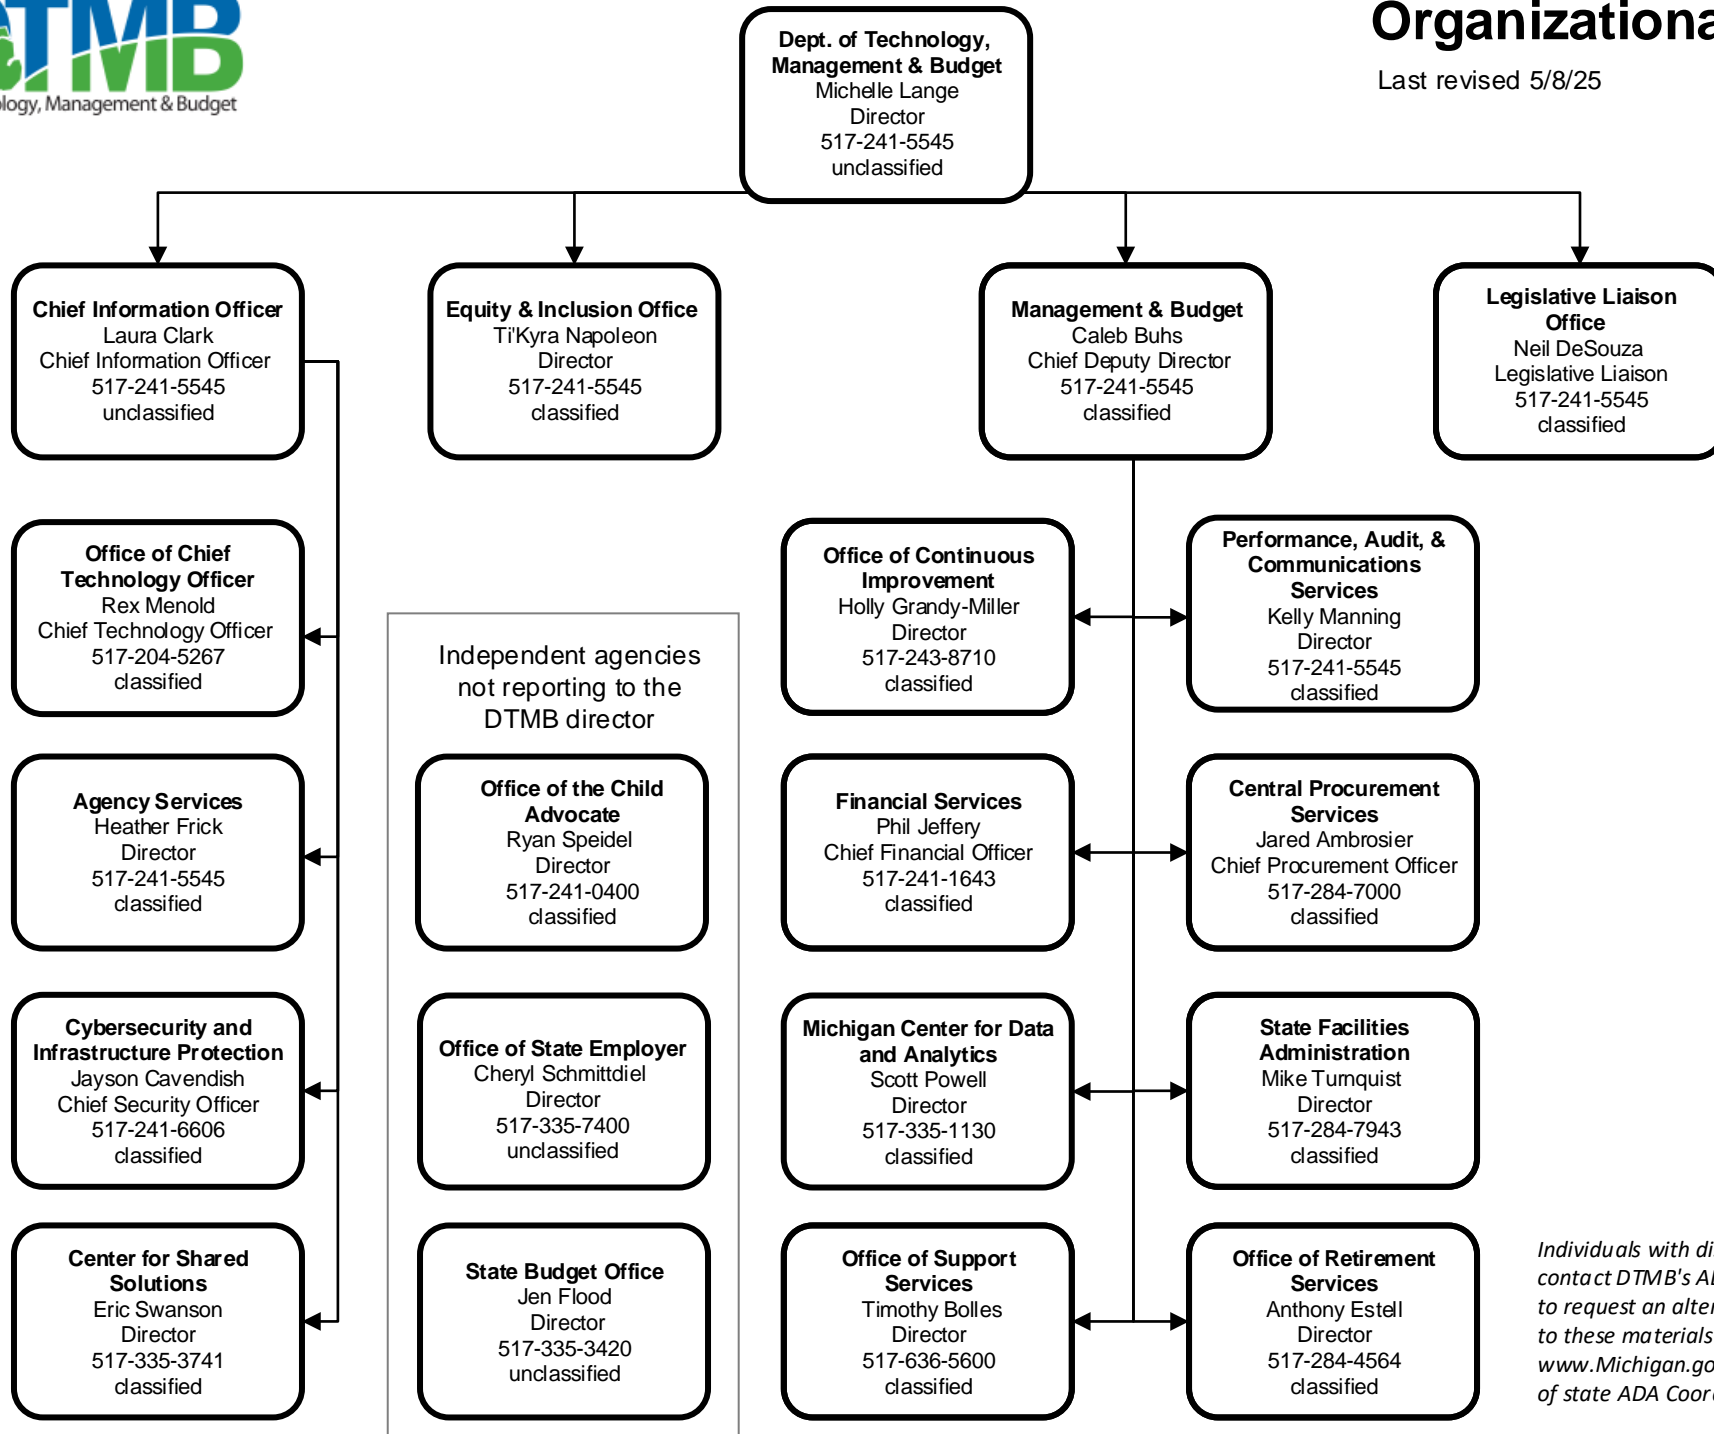 TMB
Management & Budget
Organizationa
Last revised 5/8/25
Dept. of Technology,
Management & Budget
Michelle Lange
Director
517-241-5545
unclassified
Chief Information Officer
Laura Clark
Chief Information Officer
517-241-5545
unclassified
Equity & Inclusion Office
Ti'Kyra Napoleon
Director
517-241-5545
classified
Management & Budget
Caleb Buhs
Chief Deputy Director
517-241-5545
classified
Legislative Liaison
Office
Neil DeSouza
Legislative Liaison
517-241-5545
classified
Office of Chief
Technology Officer
Rex Menold
Chief Technology Officer
517-204-5267
classified
Agency Services
Heather Frick
Director
517-241-5545
classified
Cybersecurity and
Infrastructure Protection
Jayson Cavendish
Chief Security Officer
517-241-6606
classified
Center for Shared
Solutions
Eric Swanson
Director
517-335-3741
classified
Independent agencies
not reporting to the
DTMB director
Office of the Child
Advocate
Ryan Speidel
Director
517-241-0400
classified
Office of State Employer
Cheryl Schmittdiel
Director
517-335-7400
unclassified
State Budget Office
Jen Flood
Director
517-335-3420
unclassified
Office of Continuous
Improvement
Holly Grandy-Miller
Director
517-243-8710
classified
Performance, Audit, &
Communications
Services
Kelly Manning
Director
517-241-5545
classified
Financial Services
Phil Jeffery
Chief Financial Officer
517-241-1643
classified
Central Procurement
Services
Jared Ambrosier
Chief Procurement Officer
517-284-7000
classified
Michigan Center for Data
and Analytics
Scott Powell
Director
517-335-1130
classified
State Facilities
Administration
Mike Turnquist
Director
517-284-7943
classified
Office of Support
Services
Timothy Bolles
Director
517-636-5600
classified
Office of Retirement
Services
Anthony Estell
Director
517-284-4564
classified
Individuals with di
contact DTMB's A
to request an alter
to these materials
www.Michigan.go
of state ADA Coor